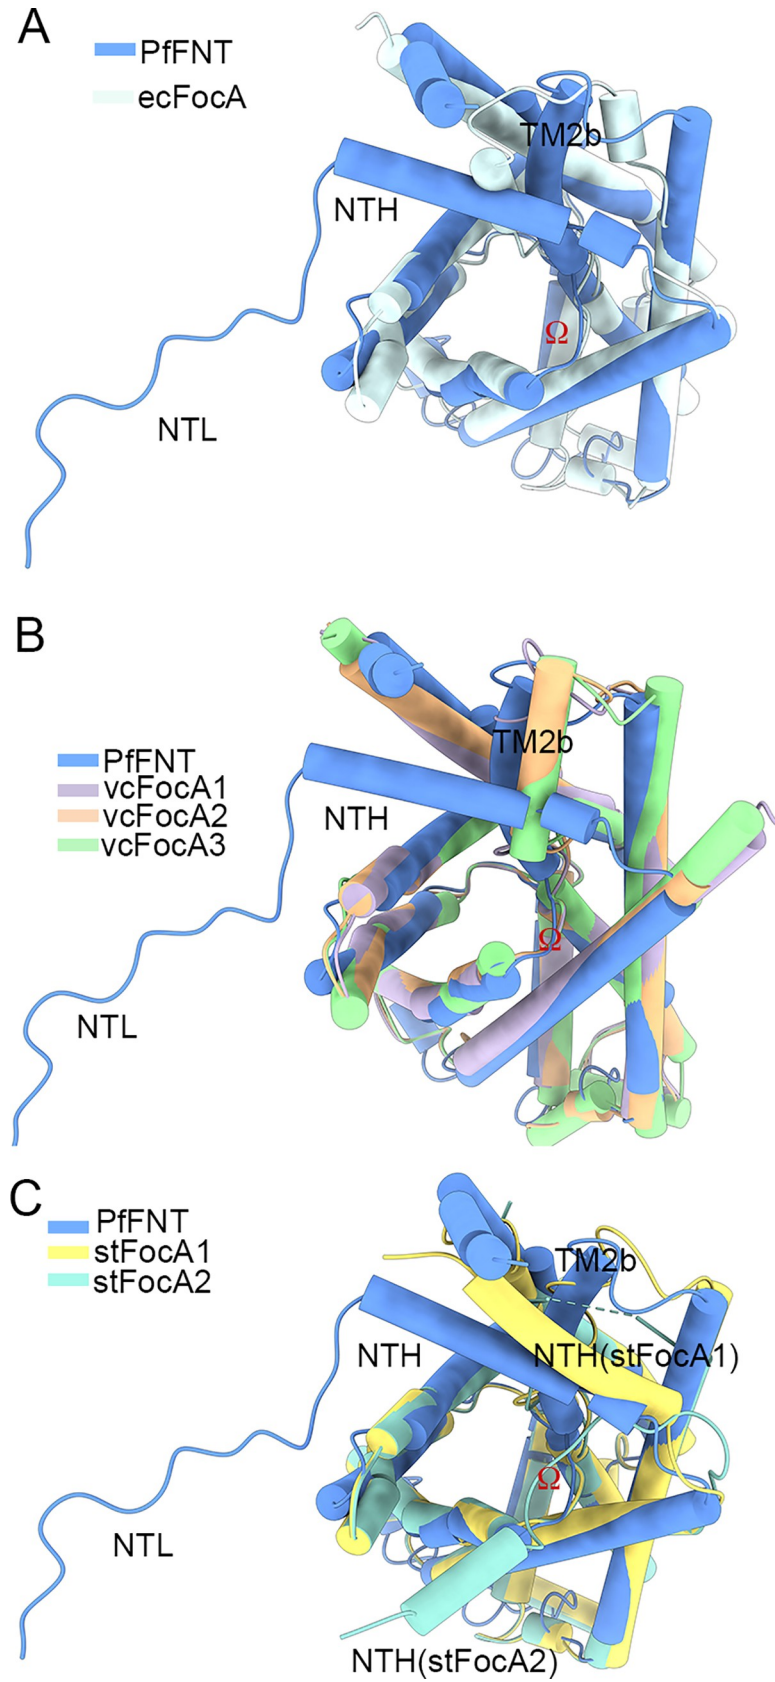 A
PfFNT
ecFocA
TM2b
NTH
Ω
NTL
B
PfFNT
vcFocA1
vcFocA2
vcFocA3
TM2b
NTH
Ω
NTL
C
PfFNT
stFocA1
stFocA2
TM2b
NTH
NTH(stFocA1)
Ω
NTL
NTH(stFocA2)